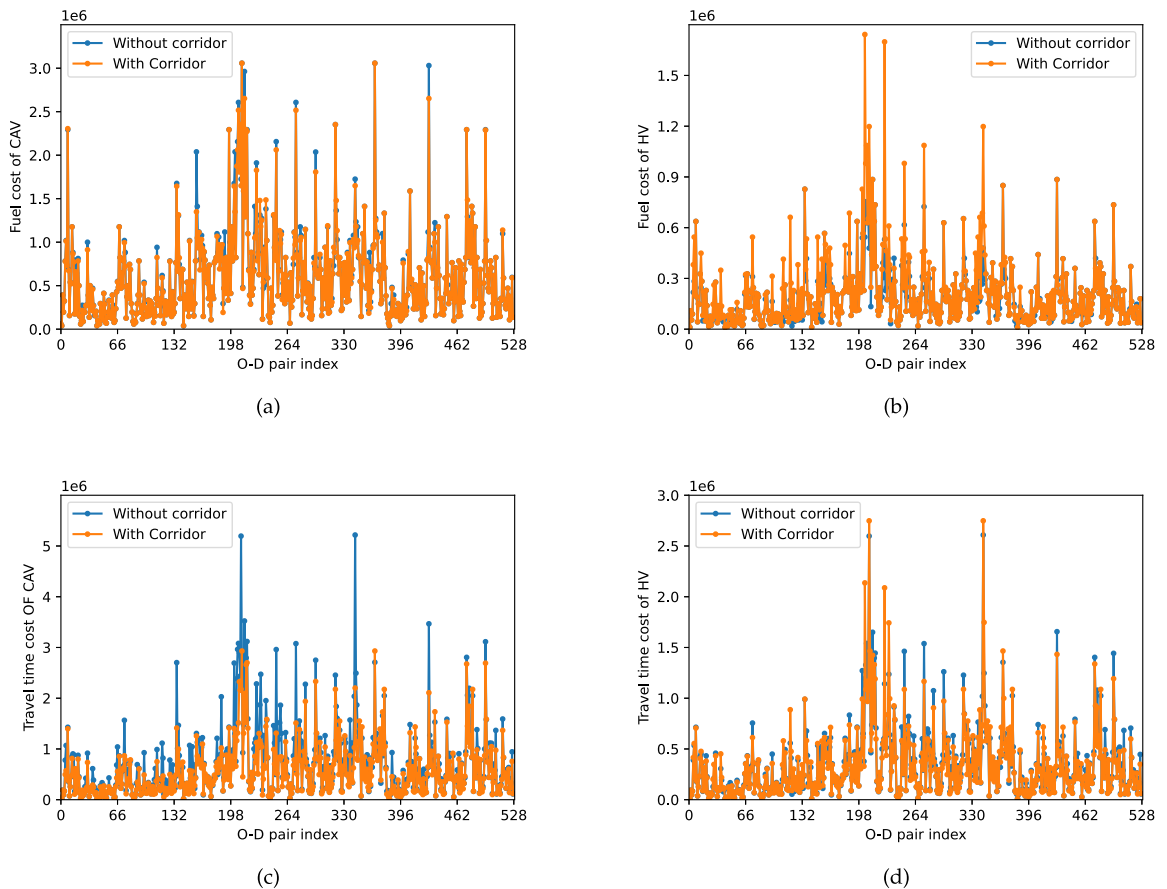 1e6
Without corridor
With Corridor
Fuel cost of CAV
3.0
2.5
2.0
1.5
1.0
0.5
0.0
0 66 132 198 264 330 396 462 528
O-D pair index
(a)
1e6
Without corridor
With Corridor
Fuel cost of HV
1.5
1.2
0.9
0.6
0.3
0.0
0 66 132 198 264 330 396 462 528
O-D pair index
(b)
1e6
Without corridor
With Corridor
Travel time cost OF CAV
5
4
3
2
1
0
0 66 132 198 264 330 396 462 528
O-D pair index
(c)
1e6
Without corridor
With Corridor
Travel time cost of HV
3.0
2.5
2.0
1.5
1.0
0.5
0.0
0 66 132 198 264 330 396 462 528
O-D pair index
(d)